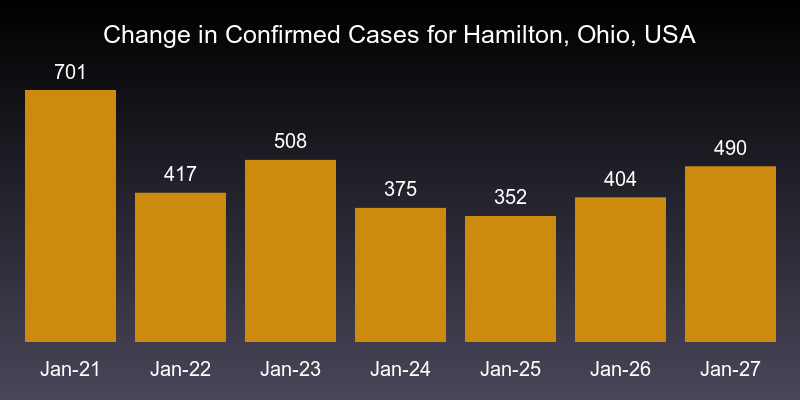 Change in Confirmed Cases for Hamilton, Ohio, USA
701
417
508
375
352
404
490
Jan-21
Jan-22
Jan-23
Jan-24
Jan-25
Jan-26
Jan-27